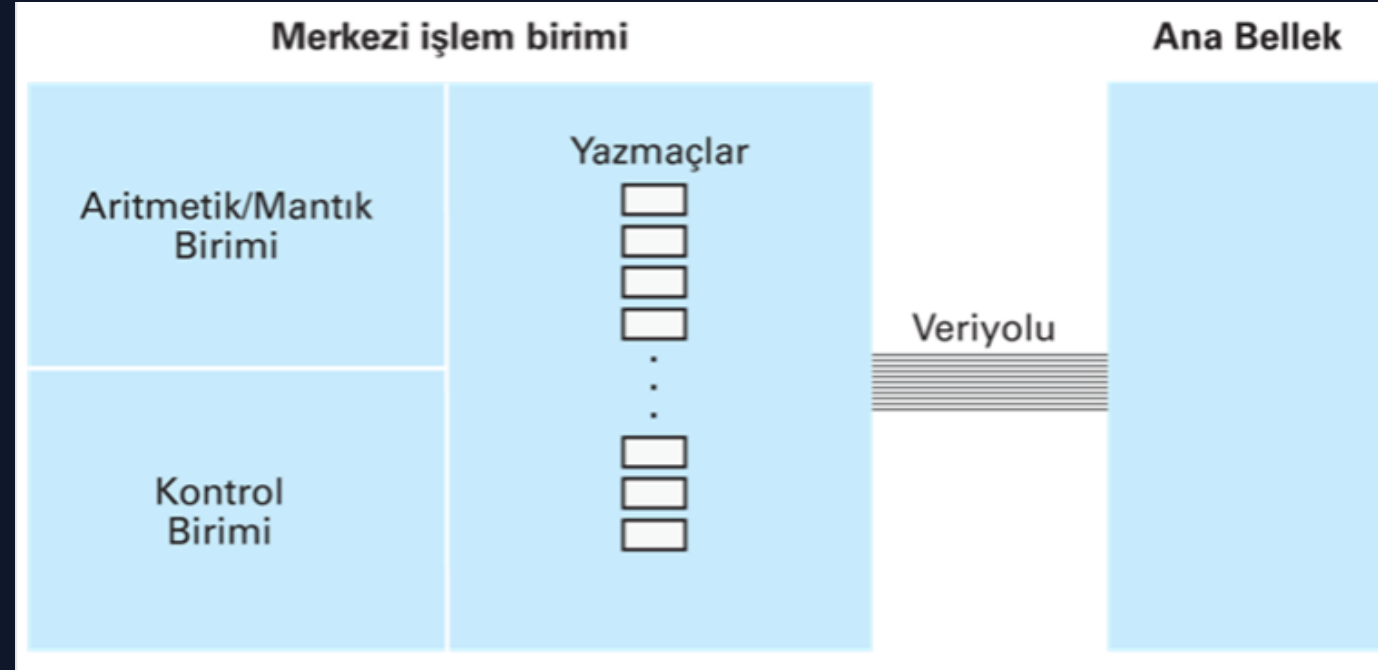 Merkezi işlem birimi
Ana Bellek
Aritmetik/Mantık
Birimi
Kontrol
Birimi
Yazmaçlar
Veriyolu